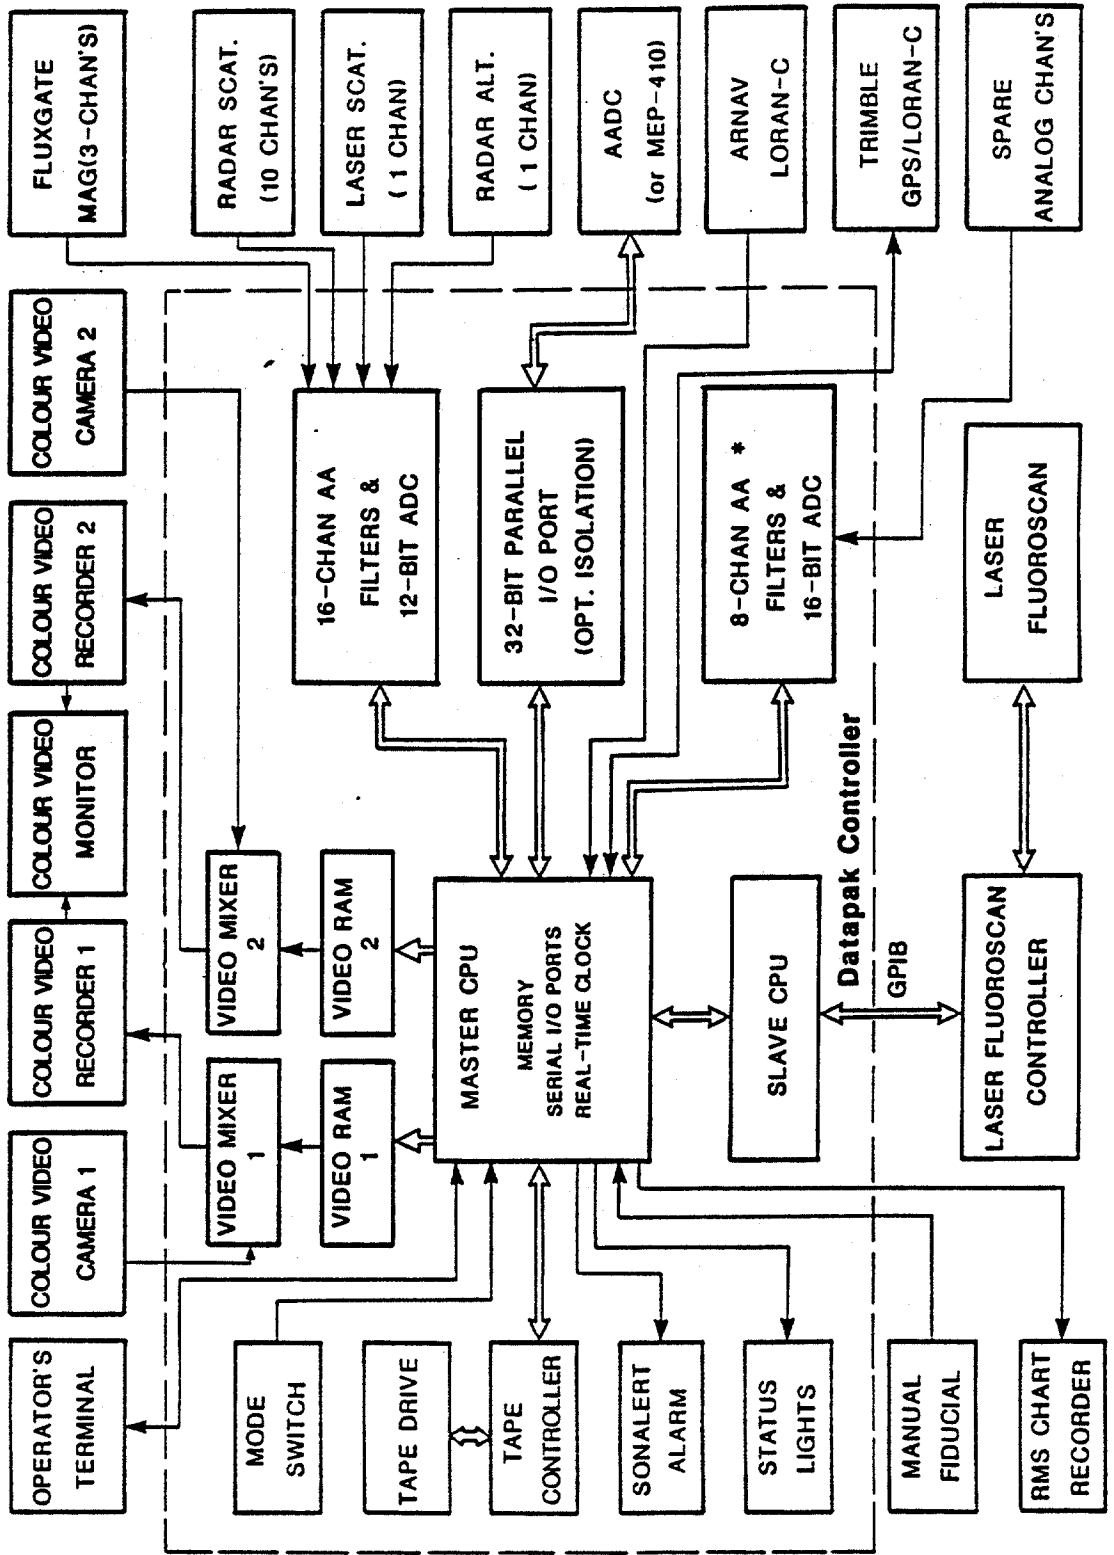 OPERATOR'S
TERMINAL
COLOUR VIDEO
CAMERA 1
COLOUR VIDEO
RECORDER 1
COLOUR VIDEO
MONITOR
COLOUR VIDEO
RECORDER 2
COLOUR VIDEO
CAMERA 2
FLUXGATE
MAG(3-CHAN'S)
MODE
SWITCH
VIDEO MIXER
1
VIDEO MIXER
2
RADAR SCAT.
(10 CHAN'S)
TAPE DRIVE
VIDEO RAM
1
VIDEO RAM
2
16-CHAN AA
FILTERS &
12-BIT ADC
LASER SCAT.
( 1 CHAN)
TAPE
CONTROLLER
MASTER CPU
MEMORY
SERIAL I/O PORTS
REAL-TIME CLOCK
32-BIT PARALLEL
I/O PORT
(OPT. ISOLATION)
RADAR ALT.
( 1 CHAN)
SONALERT
ALARM
AADC
(or MEP-410)
STATUS
LIGHTS
SLAVE CPU
8-CHAN AA *
FILTERS &
16-BIT ADC
ARNAV
LORAN-C
Datapak Controller
GPIB
MANUAL
FIDUCIAL
TRIMBLE
GPS/LORAN-C
RMS CHART
RECORDER
LASER FLUOROSCAN
CONTROLLER
LASER
FLUOROSCAN
SPARE
ANALOG CHAN'S